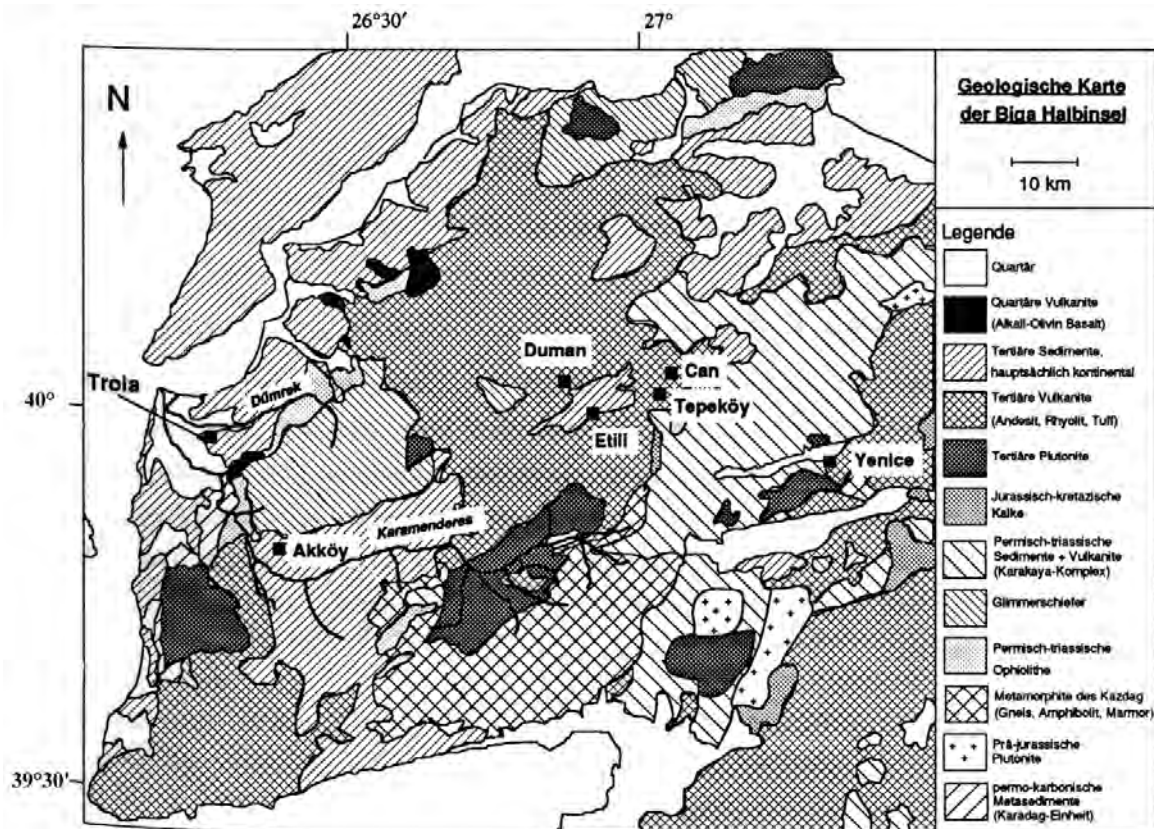 26°30'
27°
N
Geologische Karte
der Biga Halbinsel
10 km
Legende
Quartär
Quartäre Vulkanite
(Alkali-Olivin Basalt)
Tertiäre Sedimente,
hauptsächlich kontinental
Tertiäre Vulkanite
(Andesit, Rhyolit, Tuff)
Tertiäre Plutonite
Jurassisch-kretazische
Kalke
Permisch-triassische
Sedimente + Vulkanite
(Karakaya-Komplex)
Glimmerschiefer
Permisch-triassische
Ophiolithe
Metamorphite des Kazdag
(Gneis, Amphibolit, Marmor)
Prä-jurassische
Plutonite
permo-karbonische
Metasedimente
(Karadag-Einheit)
Duman
Can
Troia
Dümrek
40°
Tepeköy
Etili
Yenice
Karamenderes
Akköy
39°30'